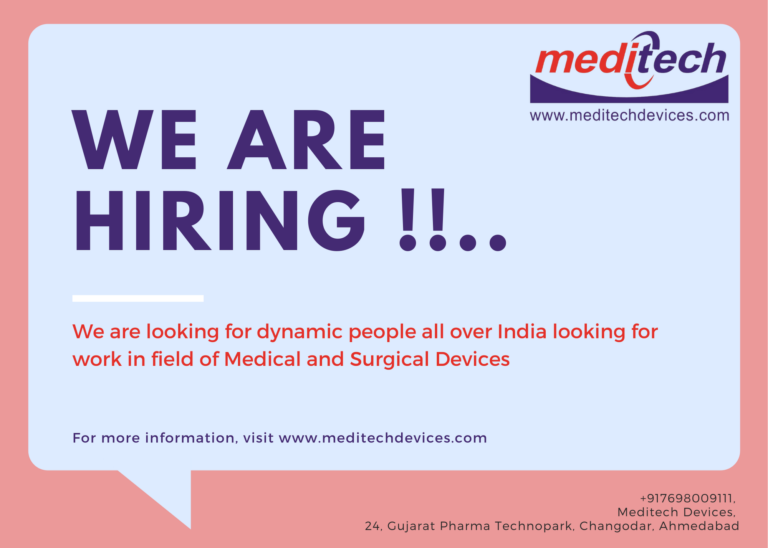 meditech
www.meditechdevices.com
WE ARE
HIRING !!..
We are looking for dynamic people all over India looking for
work in field of Medical and Surgical Devices
For more information, visit www.meditechdevices.com
+917698009111,
Meditech Devices,
24, Gujarat Pharma Technopark, Changodar, Ahmedabad